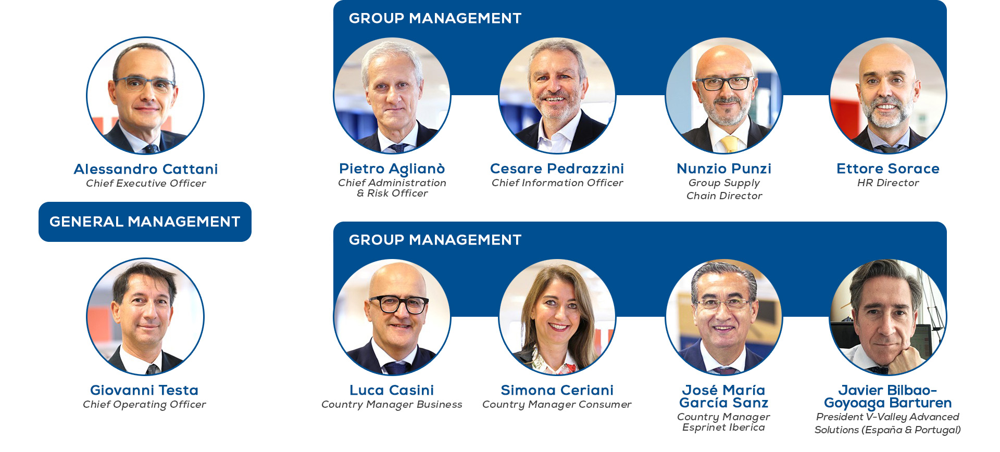 GROUP MANAGEMENT
Alessandro Cattani
Chief Executive Officer
Pietro Aglianò
Chief Administration
& Risk Officer
Cesare Pedrazzini
Chief Information Officer
Nunzio Punzi
Group Supply
Chain Director
Ettore Sorace
HR Director
GENERAL MANAGEMENT
GROUP MANAGEMENT
Giovanni Testa
Chief Operating Officer
Luca Casini
Country Manager Business
Simona Ceriani
Country Manager Consumer
José María
García Sanz
Country Manager
Esprinet Iberica
Javier Bilbao-
Goyoaga Barturen
President V-Valley Advanced
Solutions (España & Portugal)